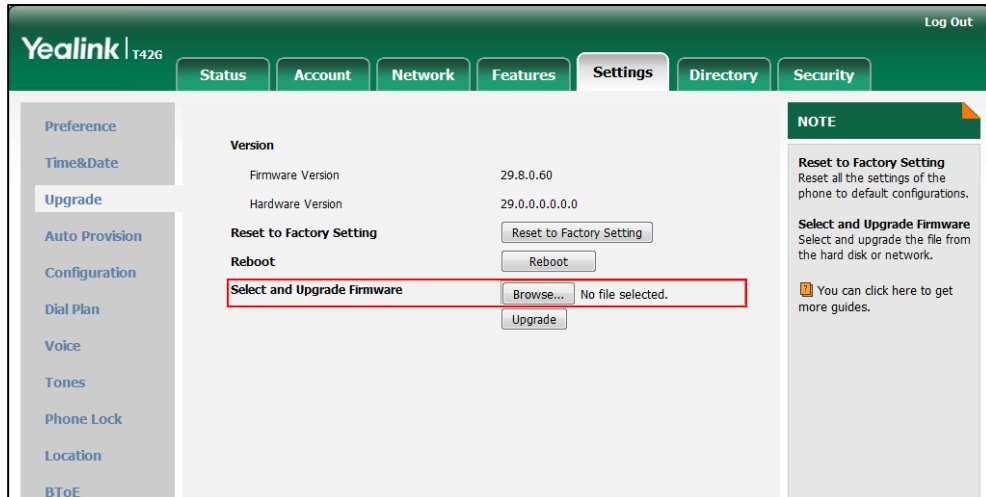 Log Out
Yealink | T42G
Status Account Network Features Settings Directory Security
Preference
Time&Date
Upgrade
Auto Provision
Configuration
Dial Plan
Voice
Tones
Phone Lock
Location
BToE
Version
Firmware Version 29.8.0.60
Hardware Version 29.0.0.0.0.0.0
Reset to Factory Setting Reset to Factory Setting
Reboot Reboot
Select and Upgrade Firmware Browse... No file selected.
Upgrade
NOTE
Reset to Factory Setting
Reset all the settings of the
phone to default configurations.
Select and Upgrade Firmware
Select and upgrade the file from
the hard disk or network.
? You can click here to get
more guides.